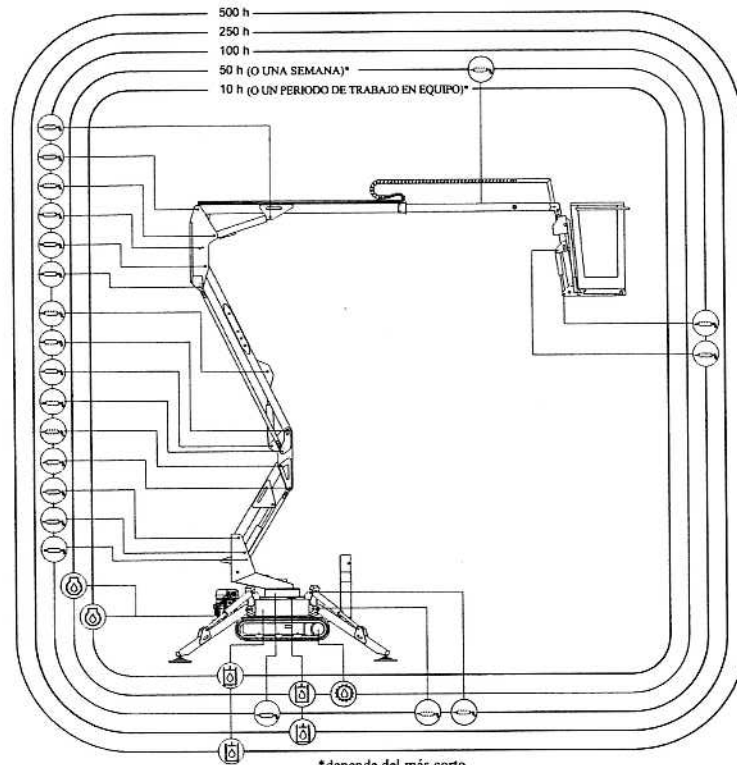 500 h
250 h
100 h
50 h (O UNA SEMANA)*
10 h (O UN PERIODO DE TRABAJO EN EQUIPO)*
*depende del más corto